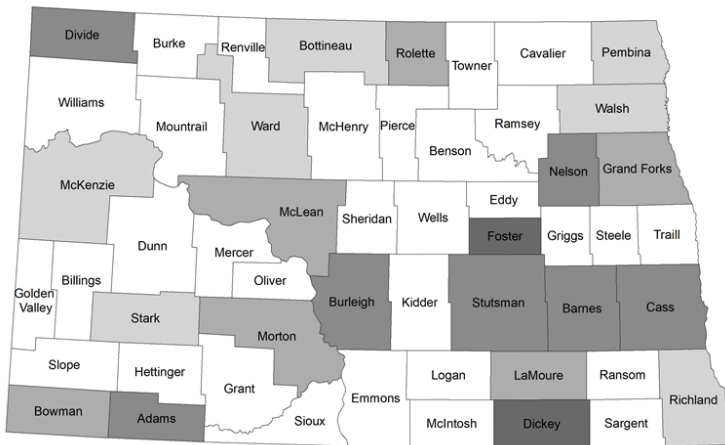 Divide
Burke
Renville
Bottineau
Rolette
Towner
Cavalier
Pembina
Williams
Mountrail
Ward
McHenry
Pierce
Benson
Ramsey
Walsh
McKenzie
McLean
Nelson
Grand Forks
Dunn
Mercer
Oliver
Sheridan
Wells
Eddy
Foster
Griggs
Steele
Traill
Golden
Valley
Billings
Stark
Morton
Burleigh
Kidder
Stutsman
Barnes
Cass
Slope
Hettinger
Grant
Bowman
Adams
Sioux
Emmons
Logan
LaMoure
Ransom
Richland
McIntosh
Dickey
Sargent